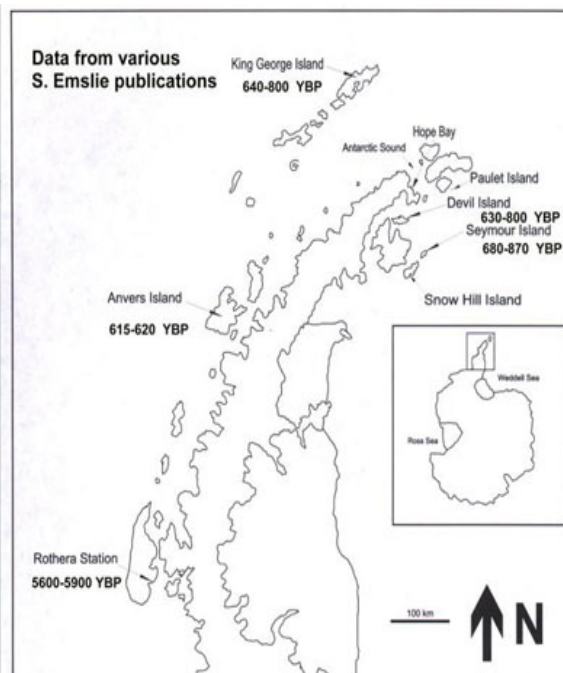 Data from various
S. Emslie publications
King George Island
640-800 YBP
Hope Bay
Antarctic Sound
Paulet Island
Devil Island
630-800 YBP
Seymour Island
680-870 YBP
Snow Hill Island
Anvers Island
615-620 YBP
Weddell Sea
Ross Sea
Rothera Station
5600-5900 YBP
100 km
N